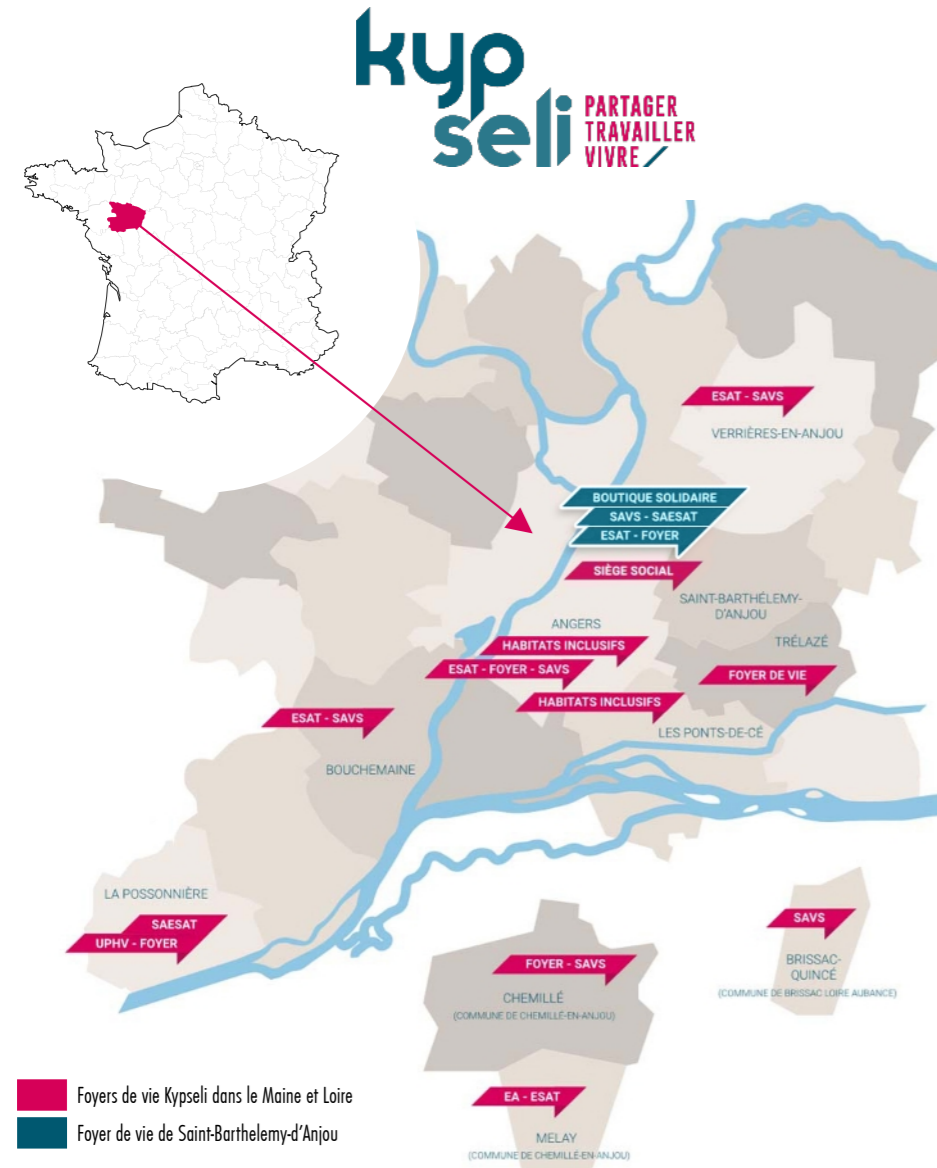 kyp
seli
PARTAGER
TRAVAILLER
VIVRE
ESAT - SAVS
VERRIÈRES-EN-ANJOU
BOUTIQUE SOLIDAIRE
SAVS - SAESAT
ESAT - FOYER
SIÈGE SOCIAL
SAINT-BARTHÉLEMY-
D'ANJOU
ANGERS
TRÉLAZÉ
HABITATS INCLUSIFS
ESAT - FOYER - SAVS
FOYER DE VIE
HABITATS INCLUSIFS
ESAT - SAVS
LES PONTS-DE-CÉ
BOUCHEMAINE
LA POSSONNIÈRE
SAESAT
UPHV - FOYER
SAVS
BRISSAC-
QUINCÉ
(COMMUNE DE BRISSAC LOIRE AUBANCE)
FOYER - SAVS
CHEMILLÉ
(COMMUNE DE CHEMILLÉ-EN-ANJOU)
EA - ESAT
MELAY
(COMMUNE DE CHEMILLÉ-EN-ANJOU)
Foyers de vie Kypseli dans le Maine et Loire
Foyer de vie de Saint-Barthelemy-d'Anjou